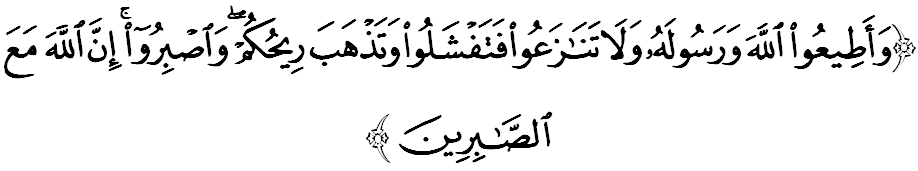 ﴿وَأَطِيعُوا۟ ٱللَّهَ وَرَسُولَهُۥ وَلَا تَنَـٰزَعُوا۟ فَتَفْشَلُوا۟ وَتَذْهَبَ رِيحُكُمْ ۖ وَٱصْبِرُوٓا۟ ۚ إِنَّ ٱللَّهَ مَعَ
ٱلصَّـٰبِرِينَ ﴾